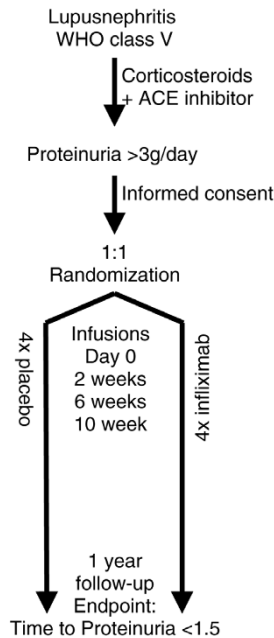 Lupusnephritis
WHO class V
Corticosteroids
+ ACE inhibitor
Proteinuria >3g/day
Informed consent
1:1
Randomization
4x placebo
Infusions
Day 0
2 weeks
6 weeks
10 week
4x infliximab
1 year
follow-up
Endpoint:
Time to Proteinuria <1.5